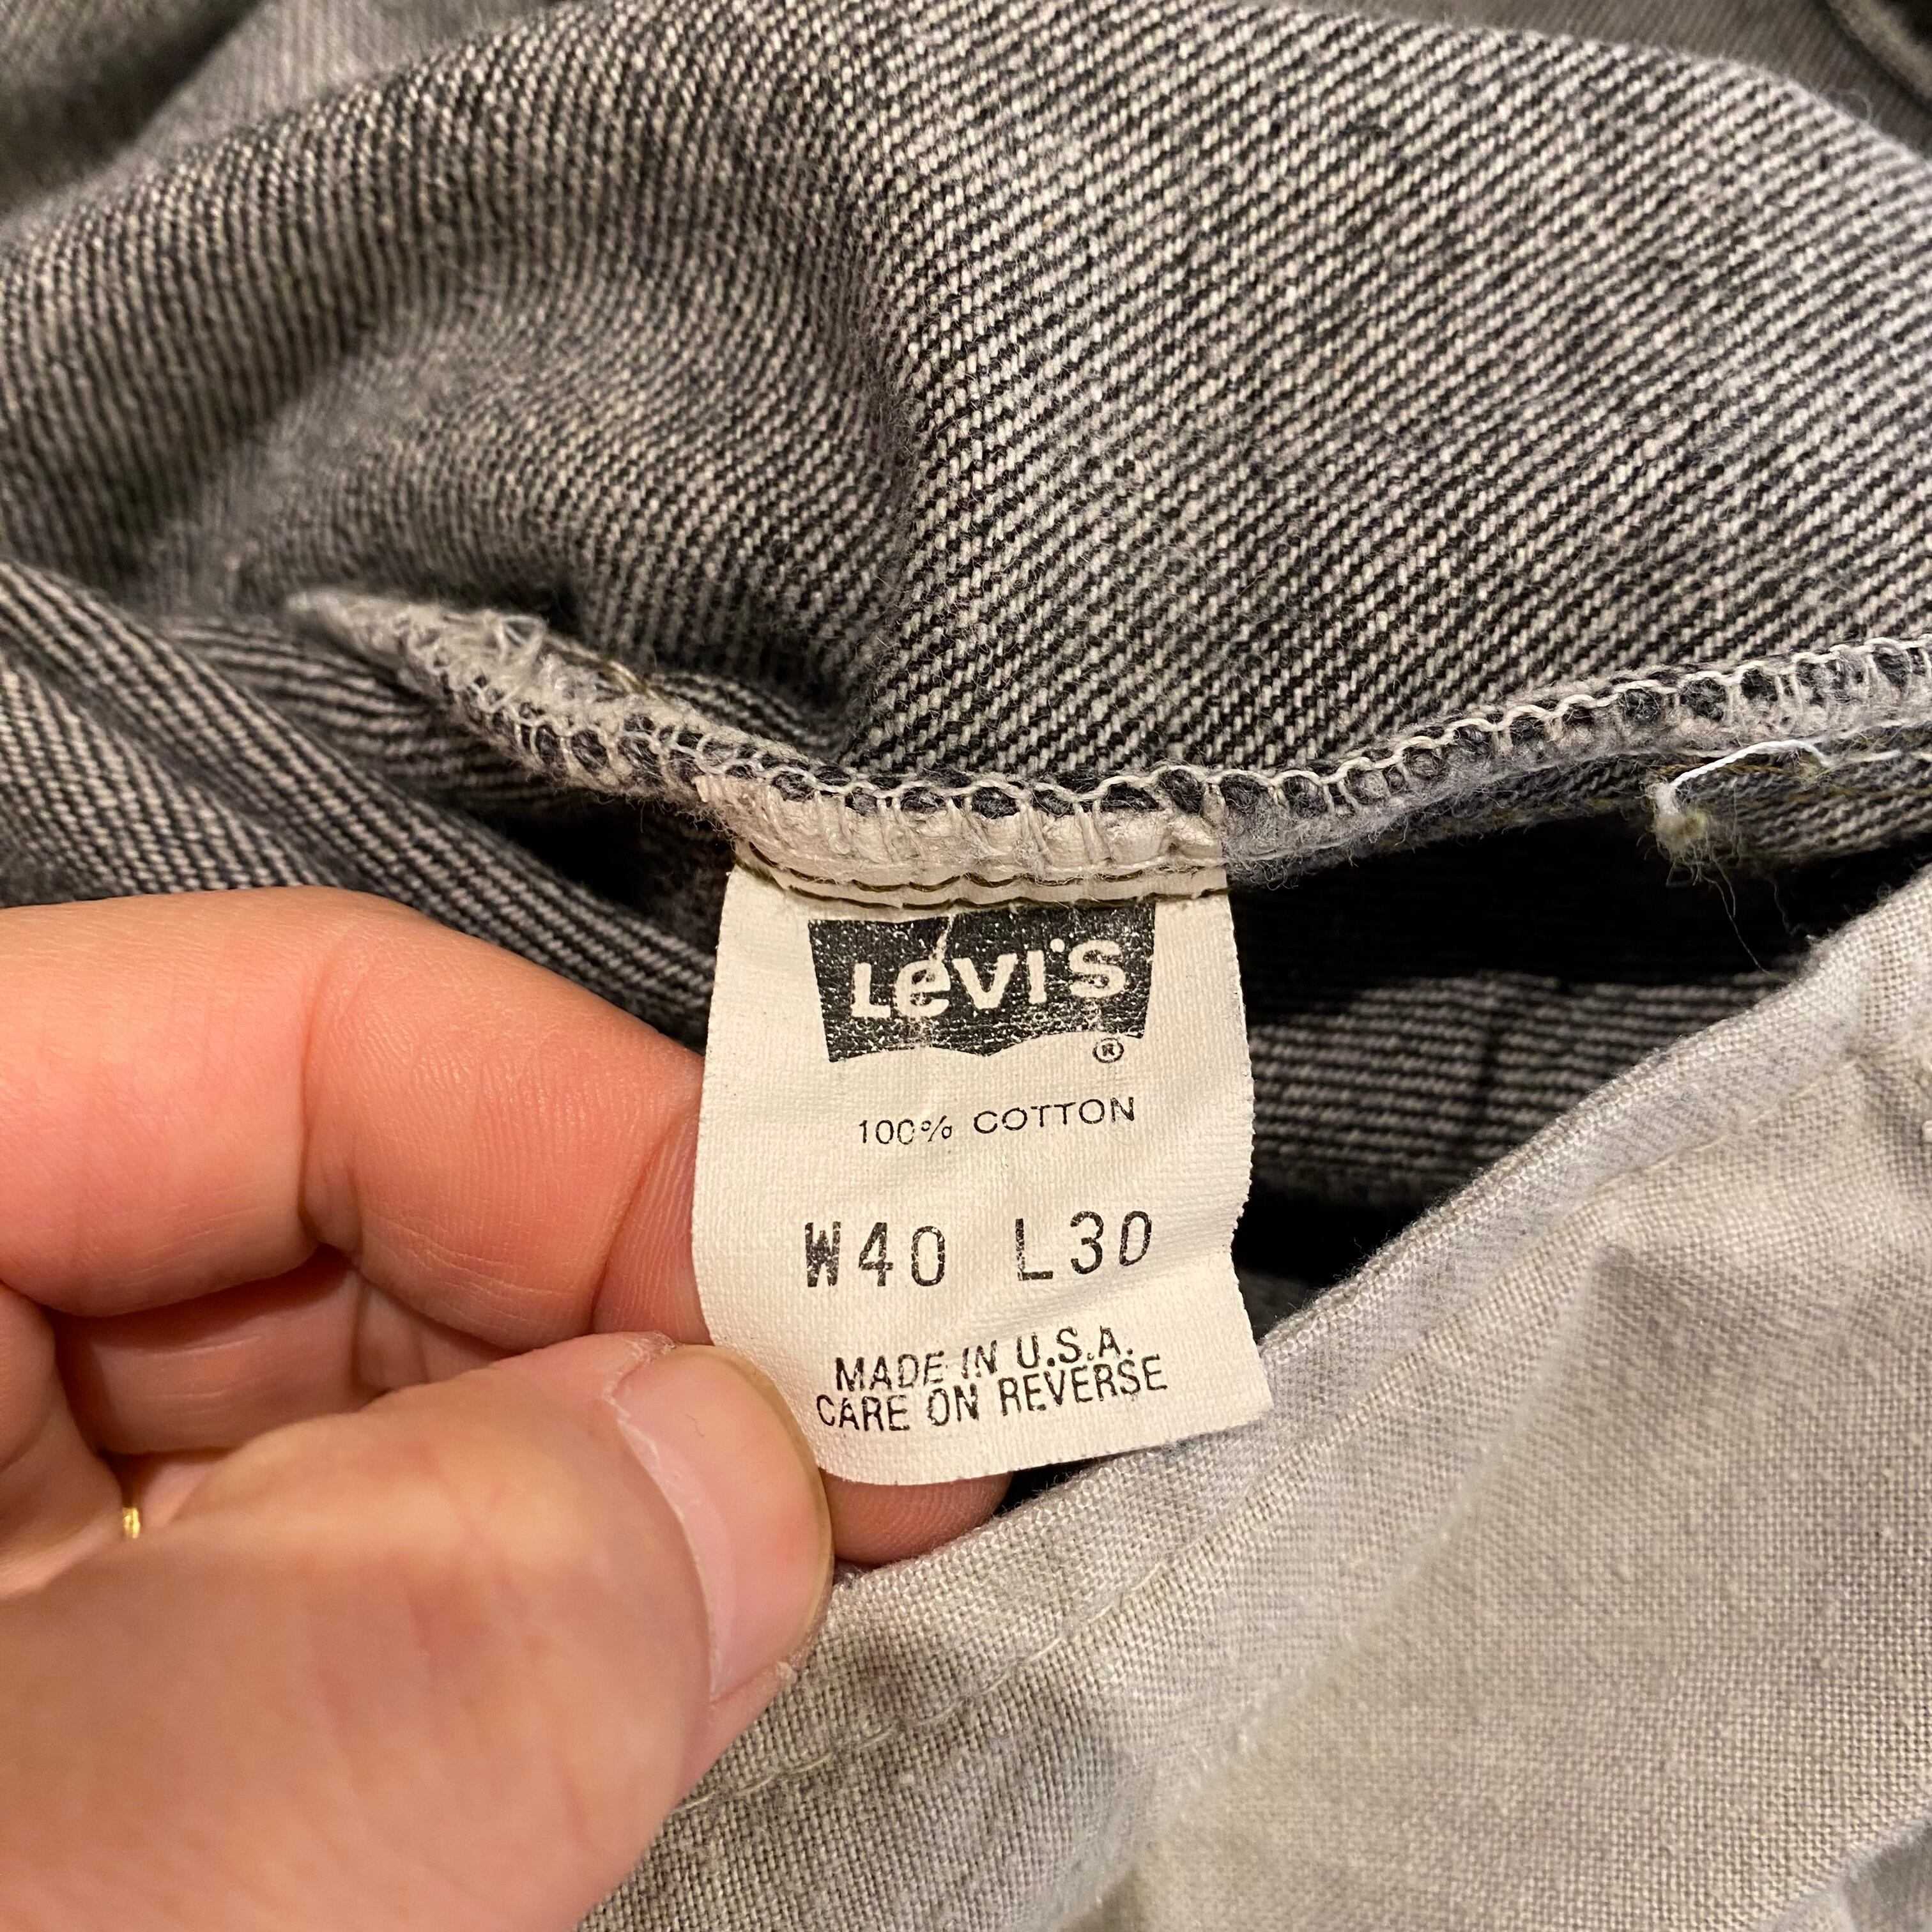 Levi's
®
100% COTTON
W40 L30
MADE IN U.S.A.
CARE ON REVERSE